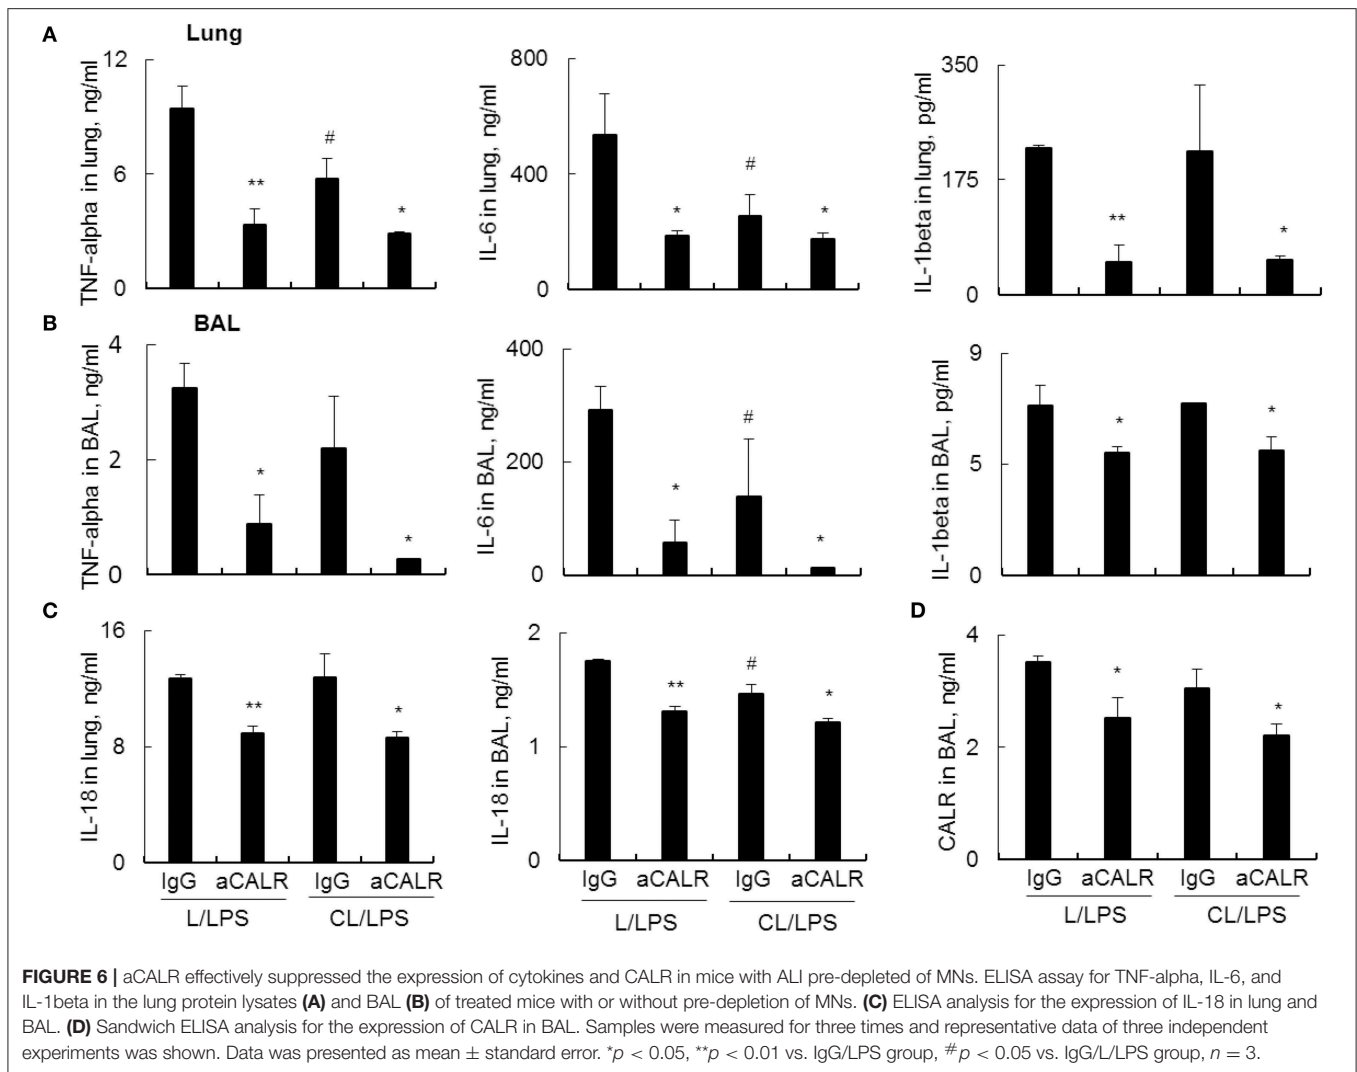 A
Lung
TNF-alpha in lung, ng/ml
12
6
0
**
#
*
IL-6 in lung, ng/ml
800
400
0
*
#
*
IL-1beta in lung, pg/ml
350
175
0
**
*
B
BAL
TNF-alpha in BAL, ng/ml
4
2
0
*
*
IL-6 in BAL, ng/ml
400
200
0
*
#
*
IL-1beta in BAL, pg/ml
9
5
0
*
*
C
IL-18 in lung, ng/ml
16
8
0
**
*
IgG aCALR IgG aCALR
L/LPS CL/LPS
IL-18 in BAL, ng/ml
2
1
0
**
#
*
IgG aCALR IgG aCALR
L/LPS CL/LPS
D
CALR in BAL, ng/ml
4
2
0
*
*
IgG aCALR IgG aCALR
L/LPS CL/LPS
FIGURE 6 | aCALR effectively suppressed the expression of cytokines and CALR in mice with ALI pre-depleted of MNs. ELISA assay for TNF-alpha, IL-6, and
IL-1beta in the lung protein lysates (A) and BAL (B) of treated mice with or without pre-depletion of MNs. (C) ELISA analysis for the expression of IL-18 in lung and
BAL. (D) Sandwich ELISA analysis for the expression of CALR in BAL. Samples were measured for three times and representative data of three independent
experiments was shown. Data was presented as mean ± standard error. *p < 0.05, **p < 0.01 vs. IgG/LPS group, #p < 0.05 vs. IgG/L/LPS group, n = 3.